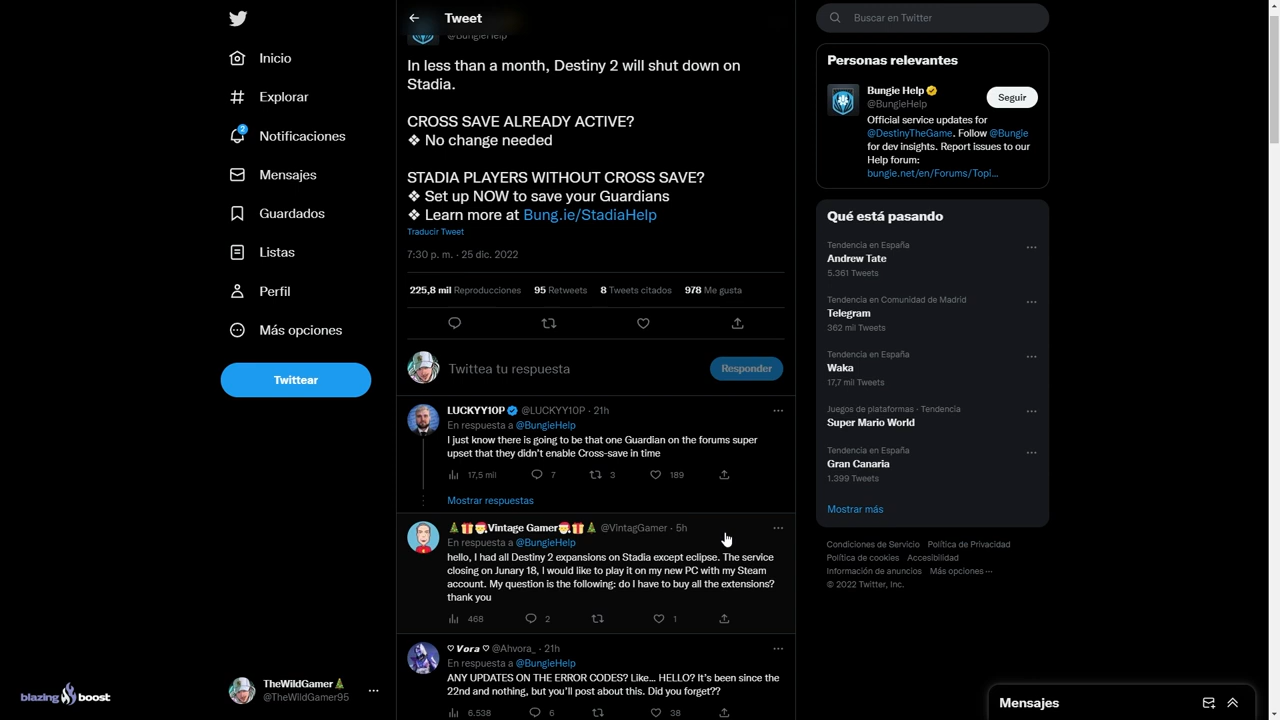 Tweet
@BungieHelp
In less than a month, Destiny 2 will shut down on
Stadia.
CROSS SAVE ALREADY ACTIVE?
❖ No change needed
STADIA PLAYERS WITHOUT CROSS SAVE?
❖ Set up NOW to save your Guardians
❖ Learn more at Bung.ie/StadiaHelp
Traducir Tweet
7:30 p. m. · 25 dic. 2022
225,8 mil Reproducciones 95 Retweets 8 Tweets citados 978 Me gusta
Twittea tu respuesta
Responder
LUCKYY10P @LUCKYY10P · 21h
En respuesta a @BungieHelp
I just know there is going to be that one Guardian on the forums super
upset that they didn't enable Cross-save in time
17,5 mil 7 3 189
Mostrar respuestas
🎄🎁🎅Vintage Gamer🎅🎁🎄 @VintagGamer · 5h
En respuesta a @BungieHelp
hello, I had all Destiny 2 expansions on Stadia except eclipse. The service
closing on Junary 18, I would like to play it on my new PC with my Steam
account. My question is the following: do I have to buy all the extensions?
thank you
468 2 1
♡ Vora ♡ @Ahvora_ · 21h
En respuesta a @BungieHelp
ANY UPDATES ON THE ERROR CODES? Like... HELLO? It's been since the
22nd and nothing, but you'll post about this. Did you forget??
6.538 6 38
Inicio
Explorar
2
Notificaciones
Mensajes
Guardados
Listas
Perfil
Más opciones
Twittear
TheWildGamer🎄
@TheWildGamer95
blazing boost
Buscar en Twitter
Personas relevantes
Bungie Help
@BungieHelp
Seguir
Official service updates for
@DestinyTheGame. Follow @Bungie
for dev insights. Report issues to our
Help forum:
bungie.net/en/Forums/Topi...
Qué está pasando
Tendencia en España
Andrew Tate
5.361 Tweets
Tendencia en Comunidad de Madrid
Telegram
362 mil Tweets
Tendencia en España
Waka
17,7 mil Tweets
Juegos de plataformas · Tendencia
Super Mario World
Tendencia en España
Gran Canaria
1.399 Tweets
Mostrar más
Condiciones de Servicio Política de Privacidad
Política de cookies Accesibilidad
Información de anuncios Más opciones ···
© 2022 Twitter, Inc.
Mensajes